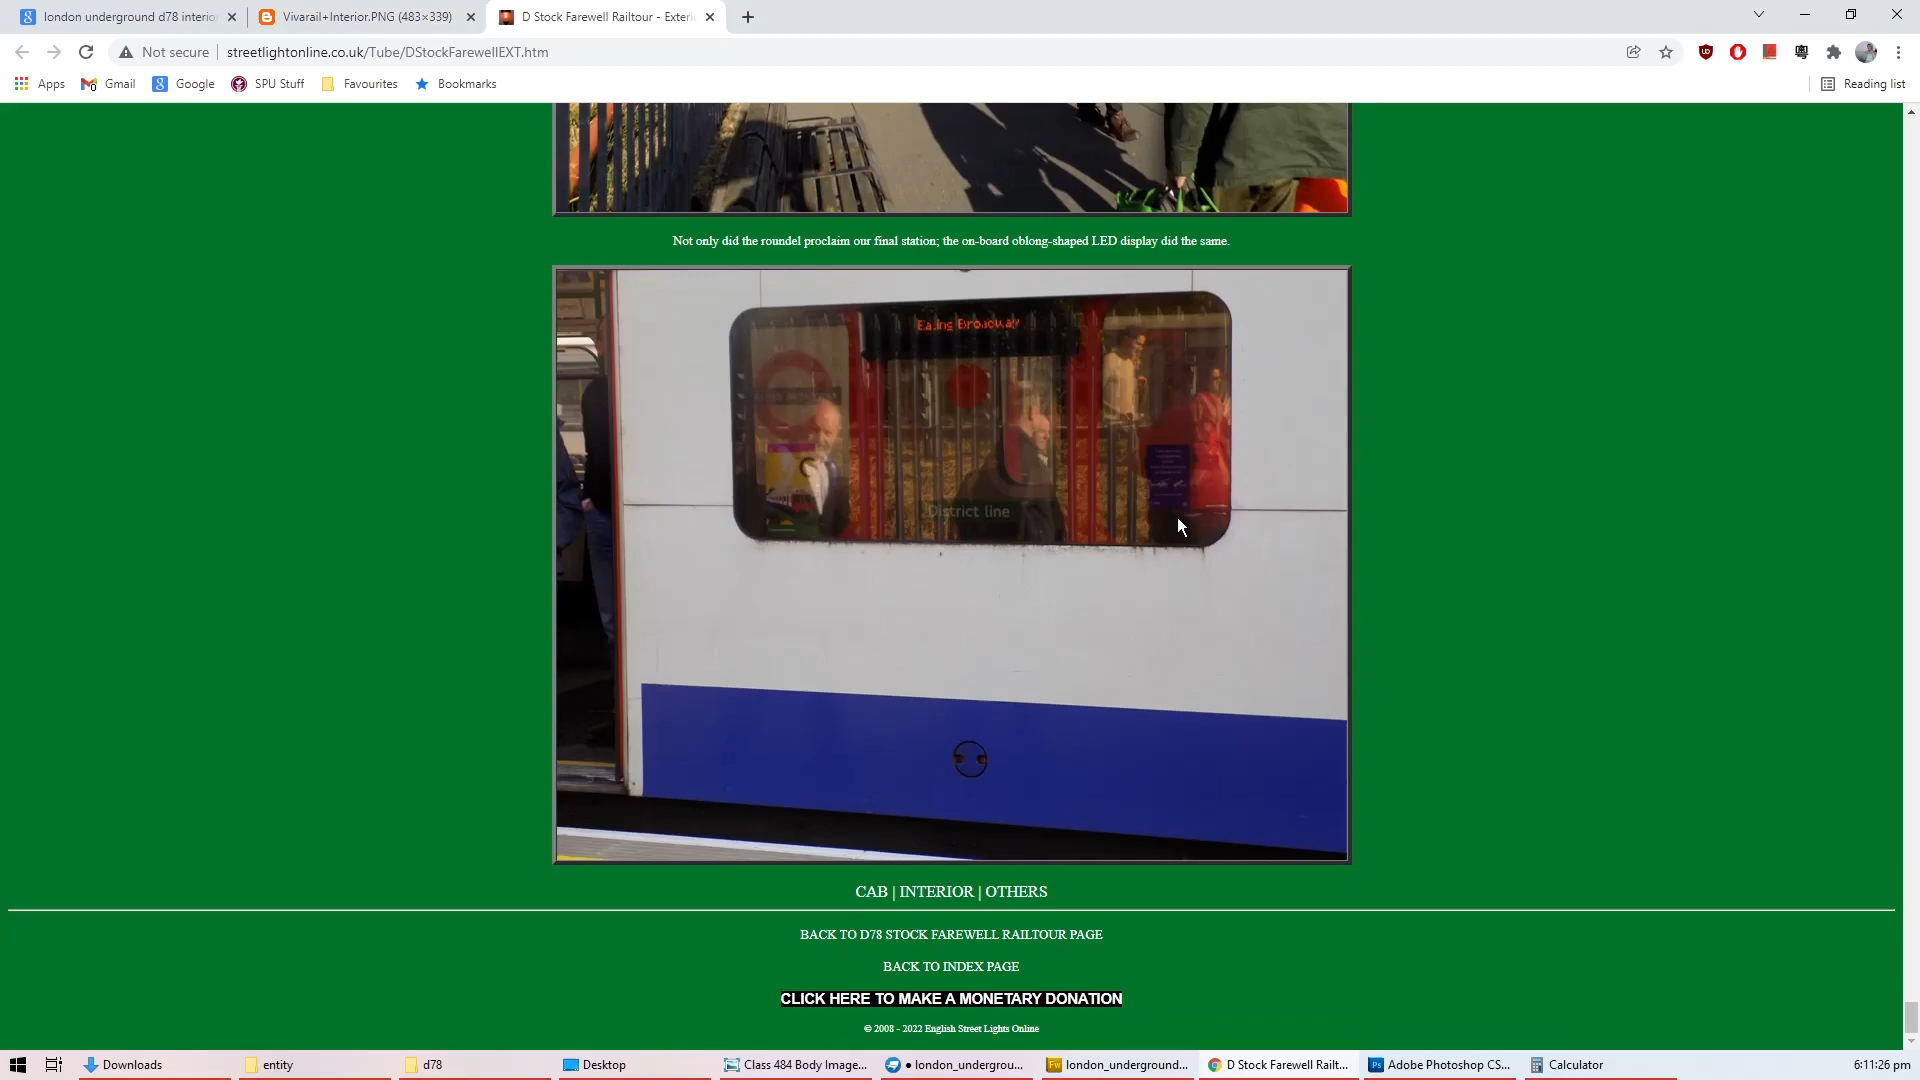 london underground d78 interio
Vivarail+Interior.PNG (483×339)
D Stock Farewell Railtour - Exteri
Not secure
streetlightonline.co.uk/Tube/DStockFarewellEXT.htm
Apps
Gmail
Google
SPU Stuff
Favourites
Bookmarks
Reading list
Not only did the roundel proclaim our final station; the on-board oblong-shaped LED display did the same.
Ealing Broadway
District line
CAB | INTERIOR | OTHERS
BACK TO D78 STOCK FAREWELL RAILTOUR PAGE
BACK TO INDEX PAGE
CLICK HERE TO MAKE A MONETARY DONATION
© 2008 - 2022 English Street Lights Online
Downloads
entity
d78
Desktop
Class 484 Body Image...
● london_undergrou...
Fw
london_underground...
D Stock Farewell Railt...
Ps
Adobe Photoshop CS...
Calculator
6:11:26 pm